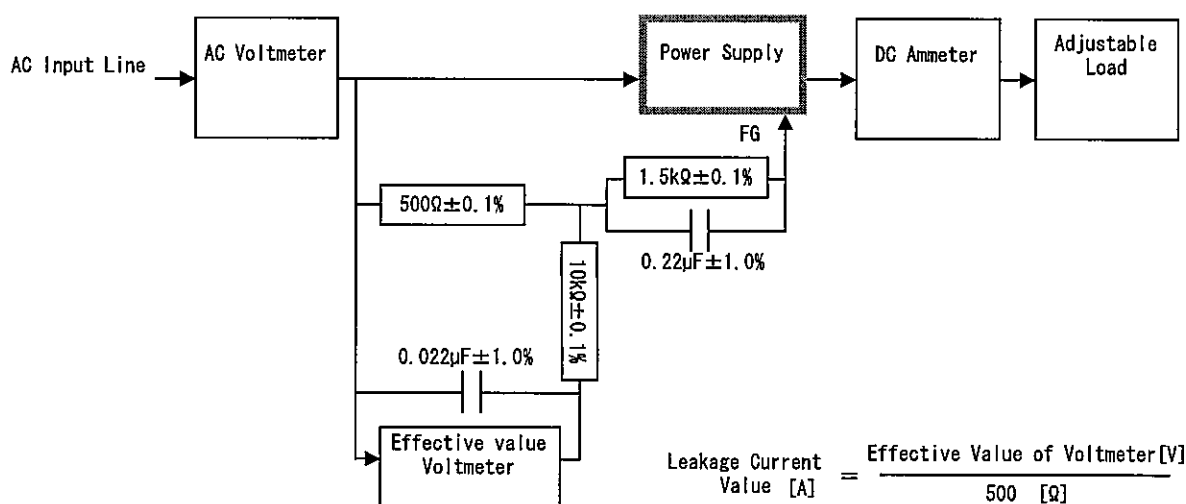 AC Input Line
AC Voltmeter
Power Supply
DC Ammeter
Adjustable
Load
FG
1.5kΩ±0.1%
500Ω±0.1%
0.22μF±1.0%
10kΩ±0.1%
0.022μF±1.0%
Effective value
Voltmeter
Leakage Current
Value [A]
=
Effective Value of Voltmeter[V]
500 [Ω]